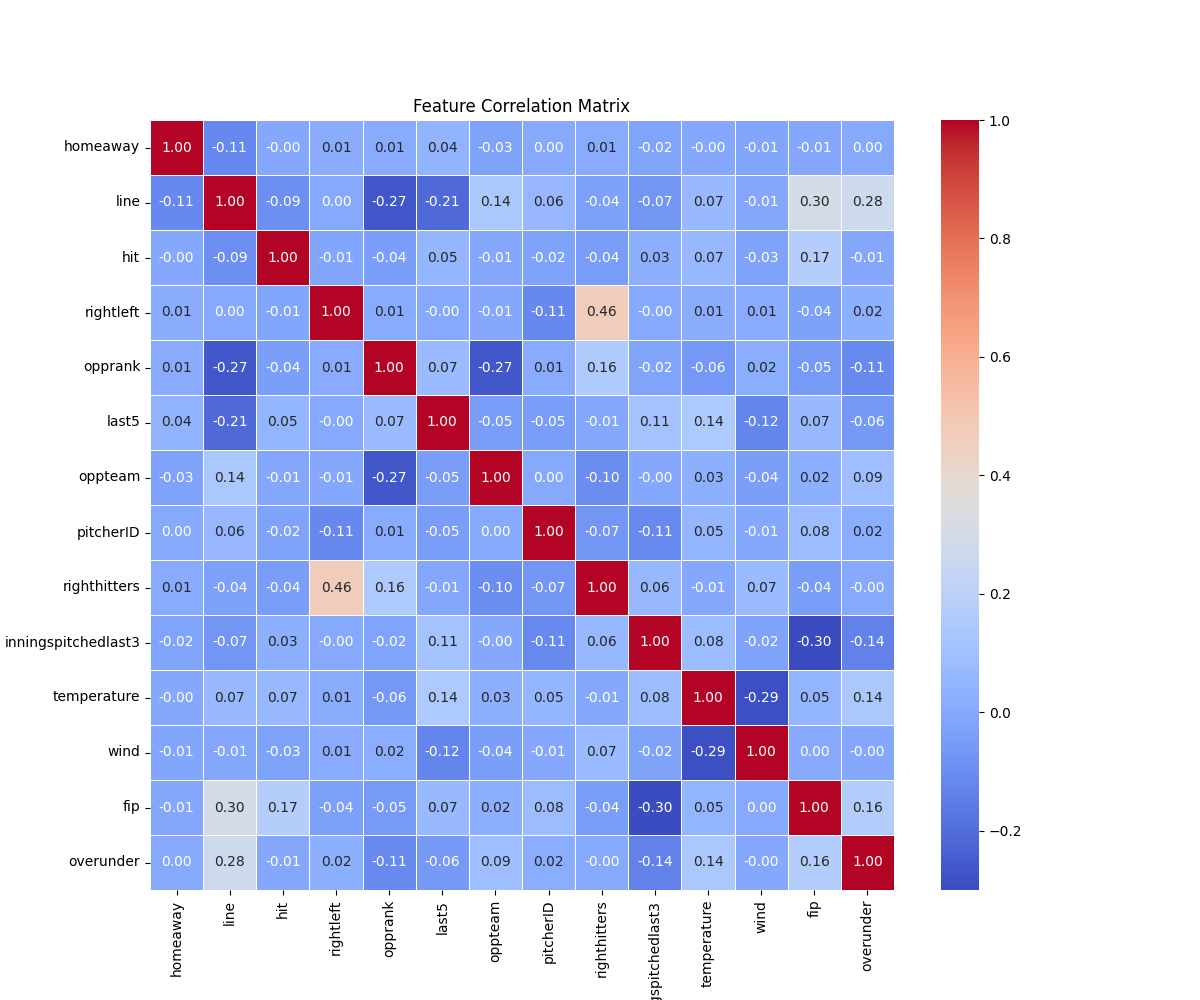 Feature Correlation Matrix
homeaway 1.00 -0.11 -0.00 0.01 0.01 0.04 -0.03 0.00 0.01 -0.02 -0.00 -0.01 -0.01 0.00
line -0.11 1.00 -0.09 0.00 -0.27 -0.21 0.14 0.06 -0.04 -0.07 0.07 -0.01 0.30 0.28
hit -0.00 -0.09 1.00 -0.01 -0.04 0.05 -0.01 -0.02 -0.04 0.03 0.07 -0.03 0.17 -0.01
rightleft 0.01 0.00 -0.01 1.00 0.01 -0.00 -0.01 -0.11 0.46 -0.00 0.01 0.01 -0.04 0.02
opprank 0.01 -0.27 -0.04 0.01 1.00 0.07 -0.27 0.01 0.16 -0.02 -0.06 0.02 -0.05 -0.11
last5 0.04 -0.21 0.05 -0.00 0.07 1.00 -0.05 -0.05 -0.01 0.11 0.14 -0.12 0.07 -0.06
oppteam -0.03 0.14 -0.01 -0.01 -0.27 -0.05 1.00 0.00 -0.10 -0.00 0.03 -0.04 0.02 0.09
pitcherID 0.00 0.06 -0.02 -0.11 0.01 -0.05 0.00 1.00 -0.07 -0.11 0.05 -0.01 0.08 0.02
righthitters 0.01 -0.04 -0.04 0.46 0.16 -0.01 -0.10 -0.07 1.00 0.06 -0.01 0.07 -0.04 -0.00
inningspitchedlast3 -0.02 -0.07 0.03 -0.00 -0.02 0.11 -0.00 -0.11 0.06 1.00 0.08 -0.02 -0.30 -0.14
temperature -0.00 0.07 0.07 0.01 -0.06 0.14 0.03 0.05 -0.01 0.08 1.00 -0.29 0.05 0.14
wind -0.01 -0.01 -0.03 0.01 0.02 -0.12 -0.04 -0.01 0.07 -0.02 -0.29 1.00 0.00 -0.00
fip -0.01 0.30 0.17 -0.04 -0.05 0.07 0.02 0.08 -0.04 -0.30 0.05 0.00 1.00 0.16
overunder 0.00 0.28 -0.01 0.02 -0.11 -0.06 0.09 0.02 -0.00 -0.14 0.14 -0.00 0.16 1.00
homeaway
line
hit
rightleft
opprank
last5
oppteam
pitcherID
righthitters
gspitchedlast3
temperature
wind
fip
overunder
1.0
0.8
0.6
0.4
0.2
0.0
−0.2